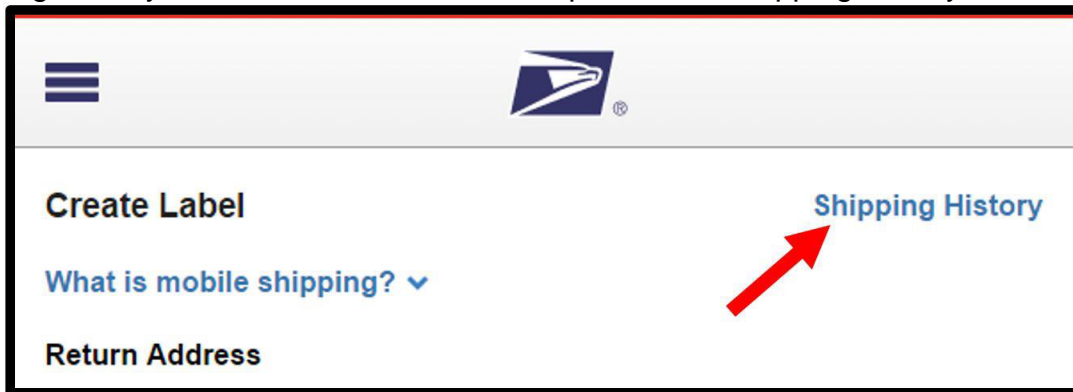 ®
Create Label
Shipping History
What is mobile shipping?
Return Address